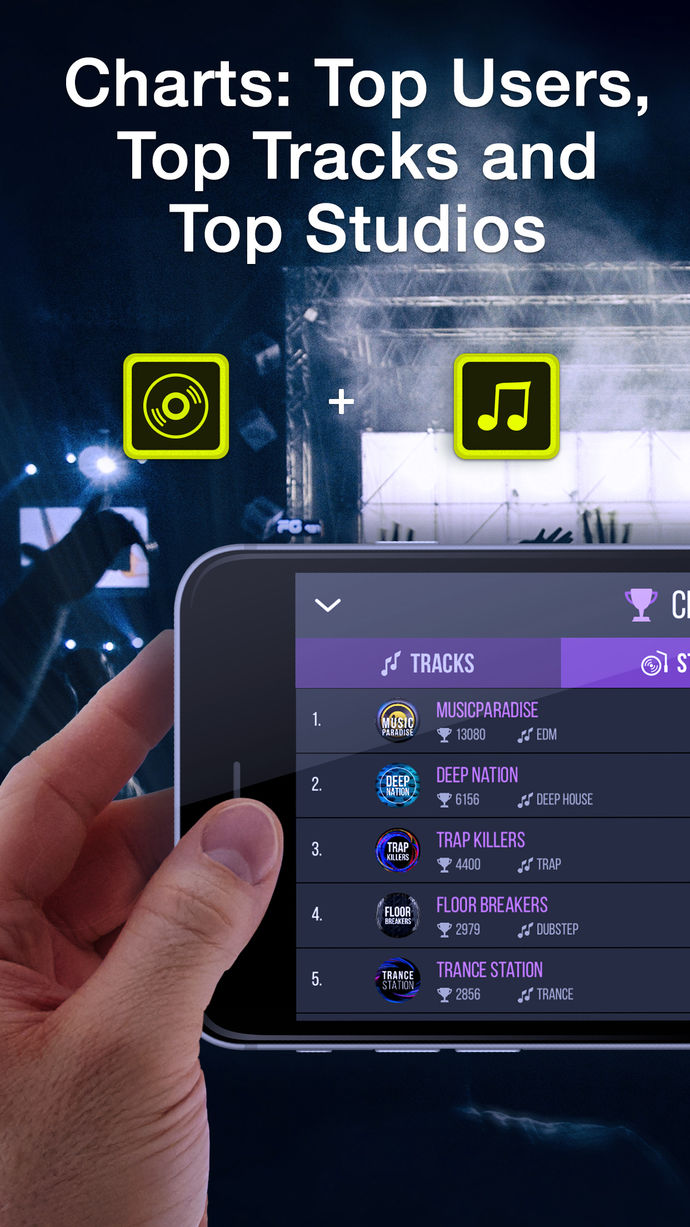 Charts: Top Users,
Top Tracks and
Top Studios
+
TRACKS
1.
MUSIC
PARADISE
MUSICPARADISE
13080
EDM
2.
DEEP
NATION
DEEP NATION
6156
DEEP HOUSE
3.
TRAP
KILLERS
TRAP KILLERS
4400
TRAP
4.
FLOOR
BREAKERS
FLOOR BREAKERS
2979
DUBSTEP
5.
TRANCE
STATION
TRANCE STATION
2856
TRANCE